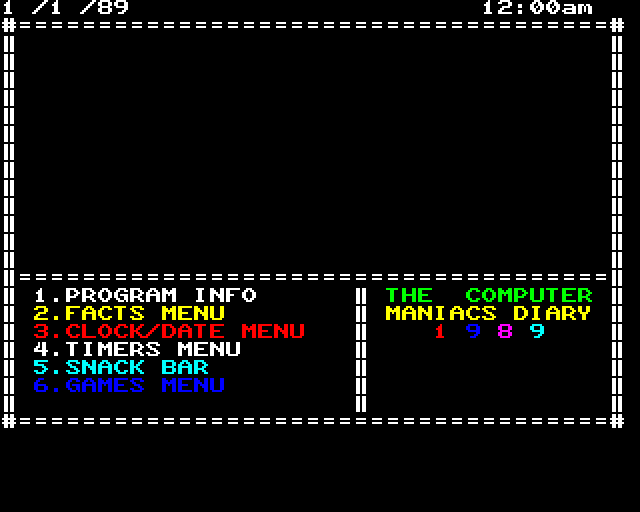 1 /1 /89 12:00am
1.PROGRAM INFO
2.FACTS MENU
3.CLOCK/DATE MENU
4.TIMERS MENU
5.SNACK BAR
6.GAMES MENU
THE COMPUTER
MANIACS DIARY
1 9 8 9